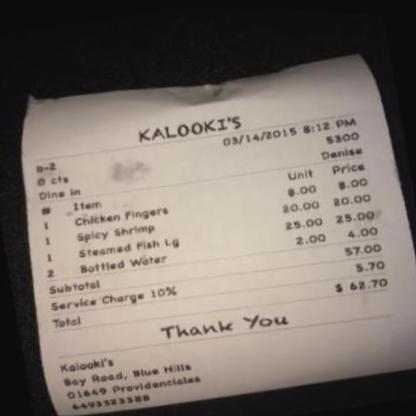 KALOOKI'S
03/14/2015 8:12 PM
b-2 5300
0 cts Denise
Dine in
# Item Unit Price
1 Chicken Fingers 8.00 8.00
1 Spicy Shrimp 20.00 20.00
1 Steamed Fish Lg 25.00 25.00
2 Bottled Water 2.00 4.00
Subtotal 57.00
Service Charge 10% 5.70
Total $ 62.70
Thank You
Kalooki's
Bay Road, Blue Hills
01649 Providenciales
6493323388